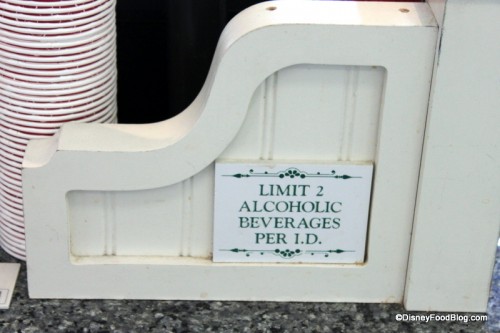 LIMIT 2
ALCOHOLIC
BEVERAGES
PER I.D.
©DisneyFoodBlog.com